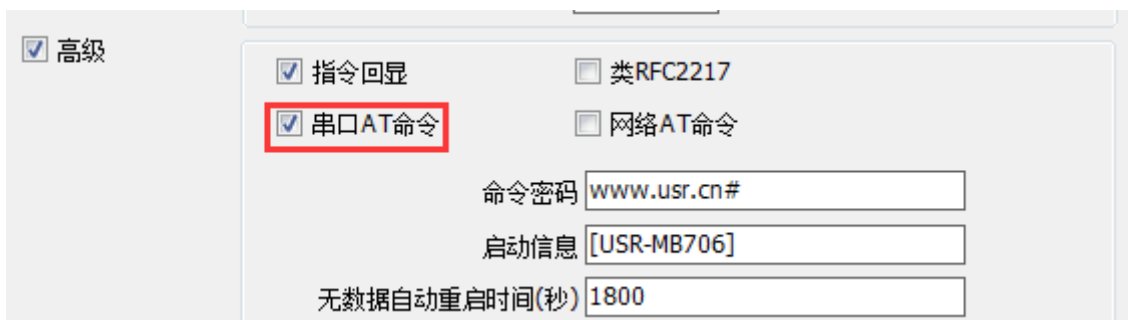 高级
指令回显 类RFC2217
串口AT命令 网络AT命令
命令密码 www.usr.cn#
启动信息 [USR-MB706]
无数据自动重启时间(秒) 1800